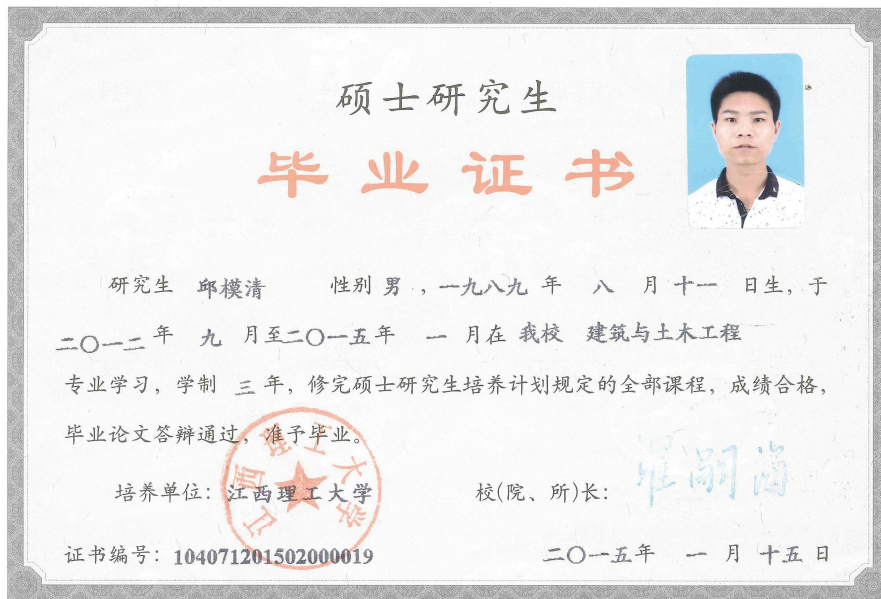 硕士研究生
毕业证书
研究生 邱模清 性别 男 ,一九八九 年 八 月 十一 日生,于
二〇一二 年 九 月至二〇一五年 一 月在 我校 建筑与土木工程
专业学习,学制 三 年,修完硕士研究生培养计划规定的全部课程,成绩合格,
毕业论文答辩通过,准予毕业。
江西理工大学
培养单位:江西理工大学 校(院、所)长:
证书编号:104071201502000019 二〇一五年 一 月 十五 日